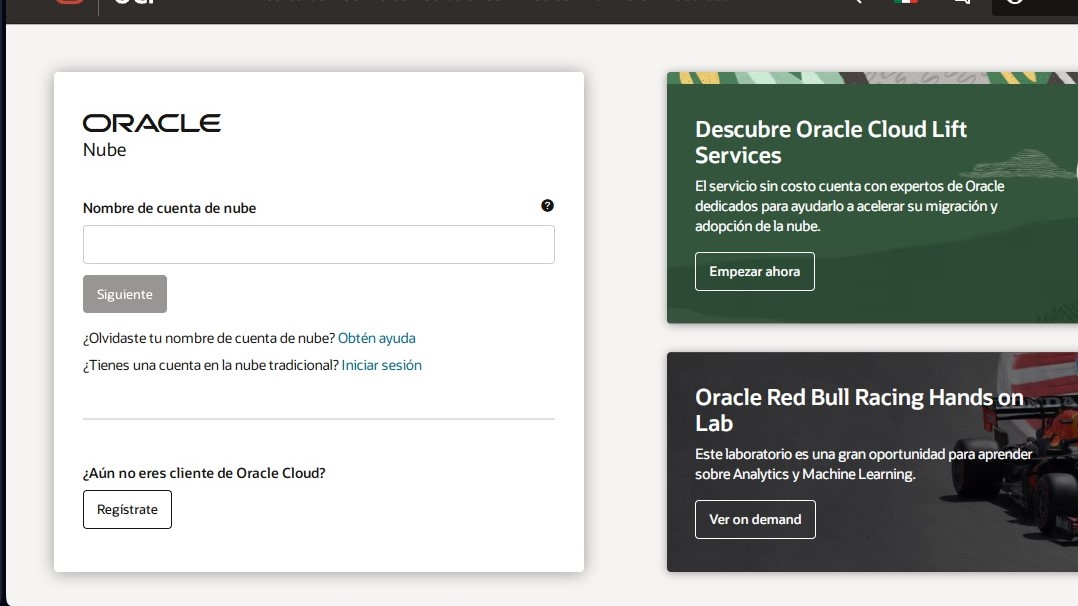 ORACLE
Nube
Nombre de cuenta de nube
?
Siguiente
¿Olvidaste tu nombre de cuenta de nube? Obtén ayuda
¿Tienes una cuenta en la nube tradicional? Iniciar sesión
¿Aún no eres cliente de Oracle Cloud?
Regístrate
Descubre Oracle Cloud Lift
Services
El servicio sin costo cuenta con expertos de Oracle
dedicados para ayudarlo a acelerar su migración y
adopción de la nube.
Empezar ahora
Oracle Red Bull Racing Hands on
Lab
Este laboratorio es una gran oportunidad para aprender
sobre Analytics y Machine Learning.
Ver on demand